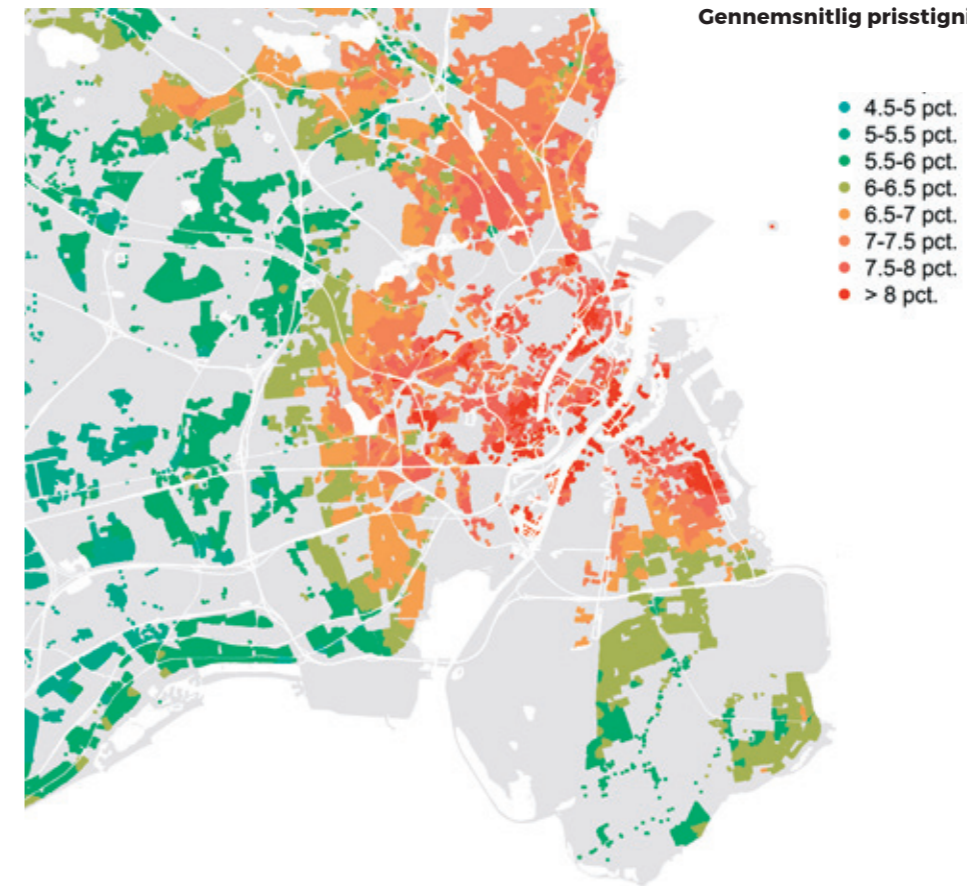 Gennemsnitlig prisstigni
4.5-5 pct.
5-5.5 pct.
5.5-6 pct.
6-6.5 pct.
6.5-7 pct.
7-7.5 pct.
7.5-8 pct.
> 8 pct.